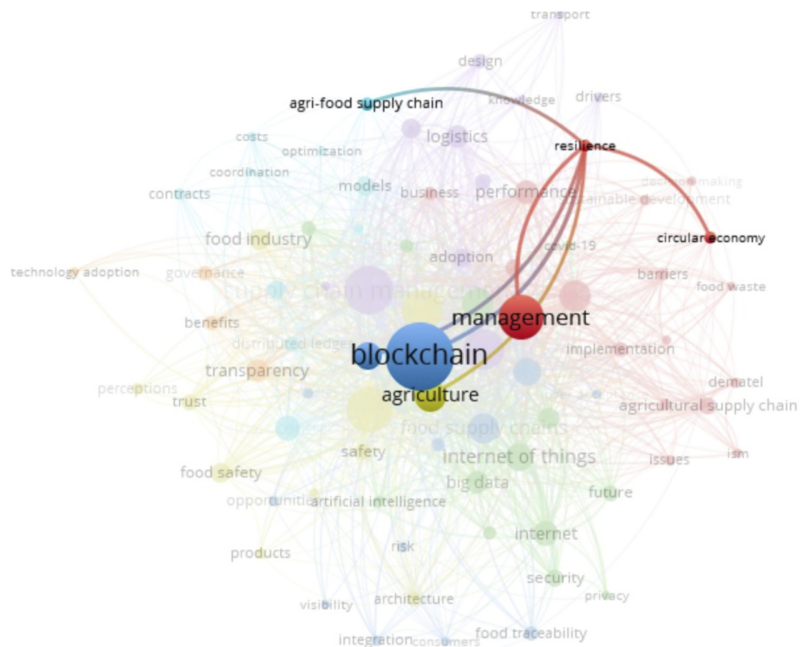 transport
design
agri-food supply chain
knowledge
drivers
costs
logistics
resilience
optimization
coordination
models
business
performance
decision making
contracts
sustainable development
food industry
covid-19
circular economy
adoption
technology adoption
governance
barriers
food waste
supply chain management
benefits
management
distributed ledger
blockchain
implementation
transparency
dematel
perceptions
trust
agriculture
agricultural supply chain
food supply chains
safety
internet of things
issues
ism
food safety
big data
future
opportunities
artificial intelligence
internet
products
risk
security
visibility
architecture
privacy
integration
consumers
food traceability